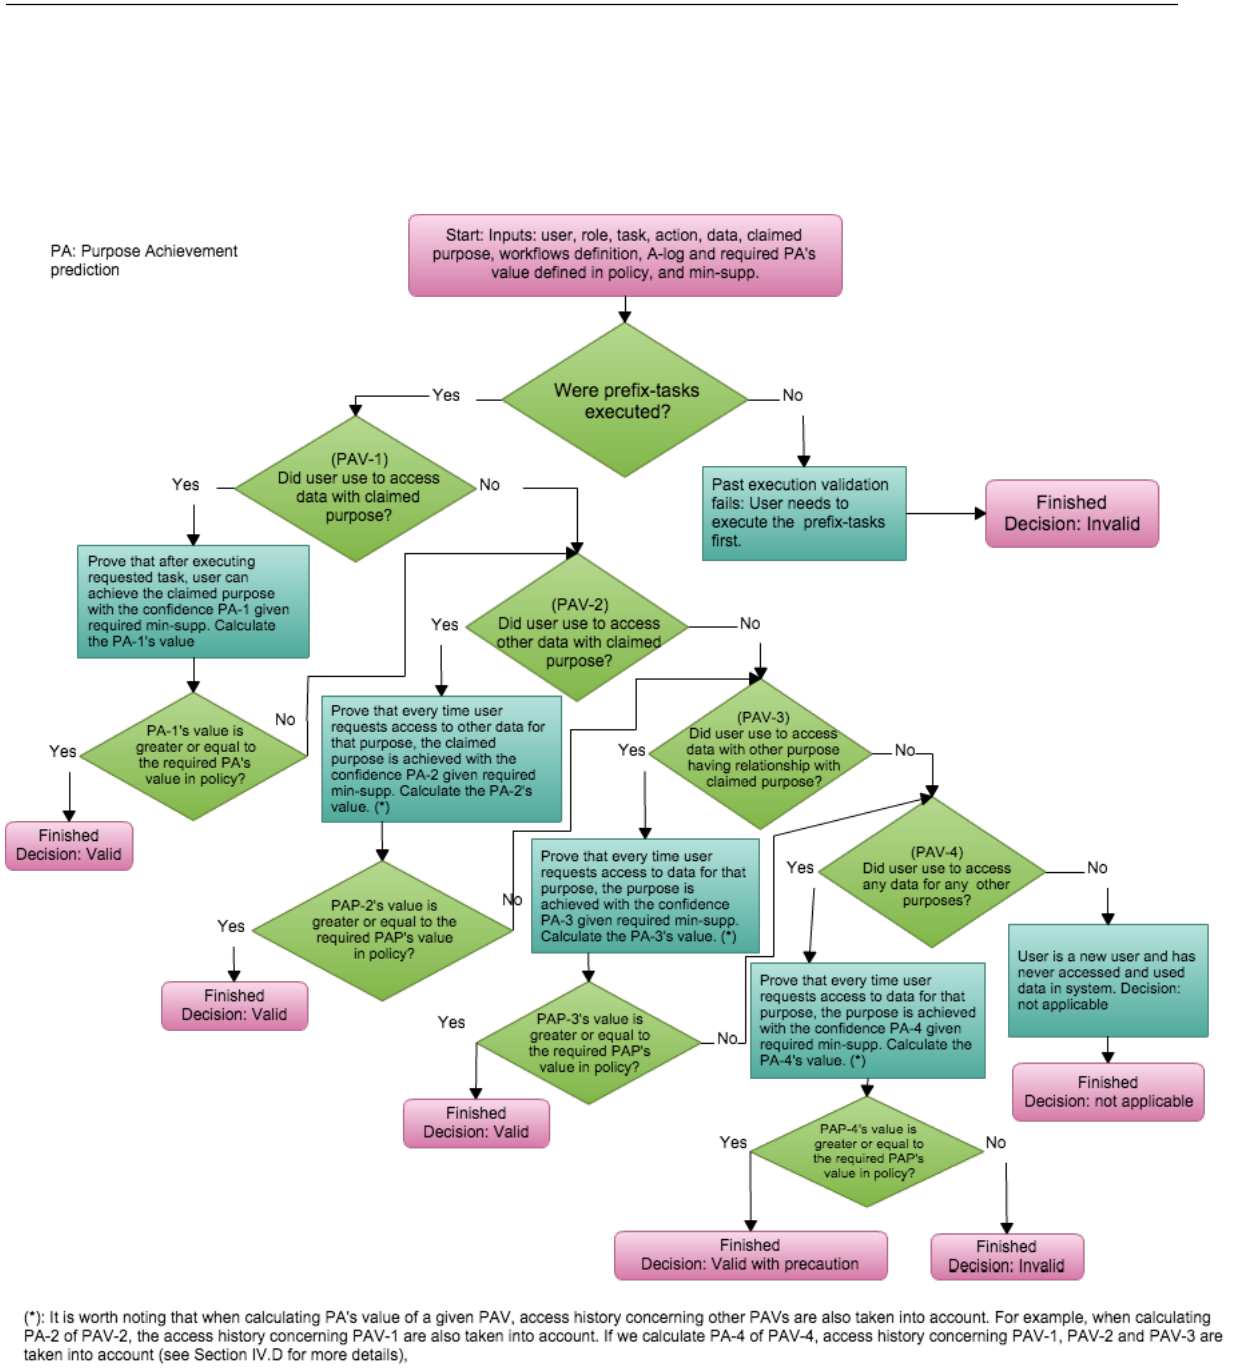 PA: Purpose Achievement
prediction
Start: Inputs: user, role, task, action, data, claimed
purpose, workflows definition, A-log and required PA's
value defined in policy, and min-supp.
Were prefix-tasks
executed?
Yes
No
(PAV-1)
Did user use to access
data with claimed
purpose?
Yes
No
Past execution validation
fails: User needs to
execute the prefix-tasks
first.
Finished
Decision: Invalid
Prove that after executing
requested task, user can
achieve the claimed purpose
with the confidence PA-1 given
required min-supp. Calculate
the PA-1's value
(PAV-2)
Did user use to access
other data with claimed
purpose?
Yes
No
PA-1's value is
greater or equal to
the required PA's
value in policy?
Yes
No
Finished
Decision: Valid
Prove that every time user
requests access to other data for
that purpose, the claimed
purpose is achieved with the
confidence PA-2 given required
min-supp. Calculate the PA-2's
value. (*)
(PAV-3)
Did user use to access
data with other purpose
having relationship with
claimed purpose?
Yes
No
PAP-2's value is
greater or equal to the
required PAP's value
in policy?
Yes
No
Finished
Decision: Valid
Prove that every time user
requests access to data for that
purpose, the purpose is
achieved with the confidence
PA-3 given required min-supp.
Calculate the PA-3's value. (*)
(PAV-4)
Did user use to access
any data for any other
purposes?
Yes
No
PAP-3's value is
greater or equal to
the required PAP's
value in policy?
Yes
No
Finished
Decision: Valid
Prove that every time user
requests access to data for that
purpose, the purpose is achieved
with the confidence PA-4 given
required min-supp. Calculate the
PA-4's value. (*)
User is a new user and has
never accessed and used
data in system. Decision:
not applicable
Finished
Decision: not applicable
PAP-4's value is
greater or equal to
the required PAP's
value in policy?
Yes
No
Finished
Decision: Valid with precaution
Finished
Decision: Invalid
(*): It is worth noting that when calculating PA's value of a given PAV, access history concerning other PAVs are also taken into account. For example, when calculating
PA-2 of PAV-2, the access history concerning PAV-1 are also taken into account. If we calculate PA-4 of PAV-4, access history concerning PAV-1, PAV-2 and PAV-3 are
taken into account (see Section IV.D for more details),